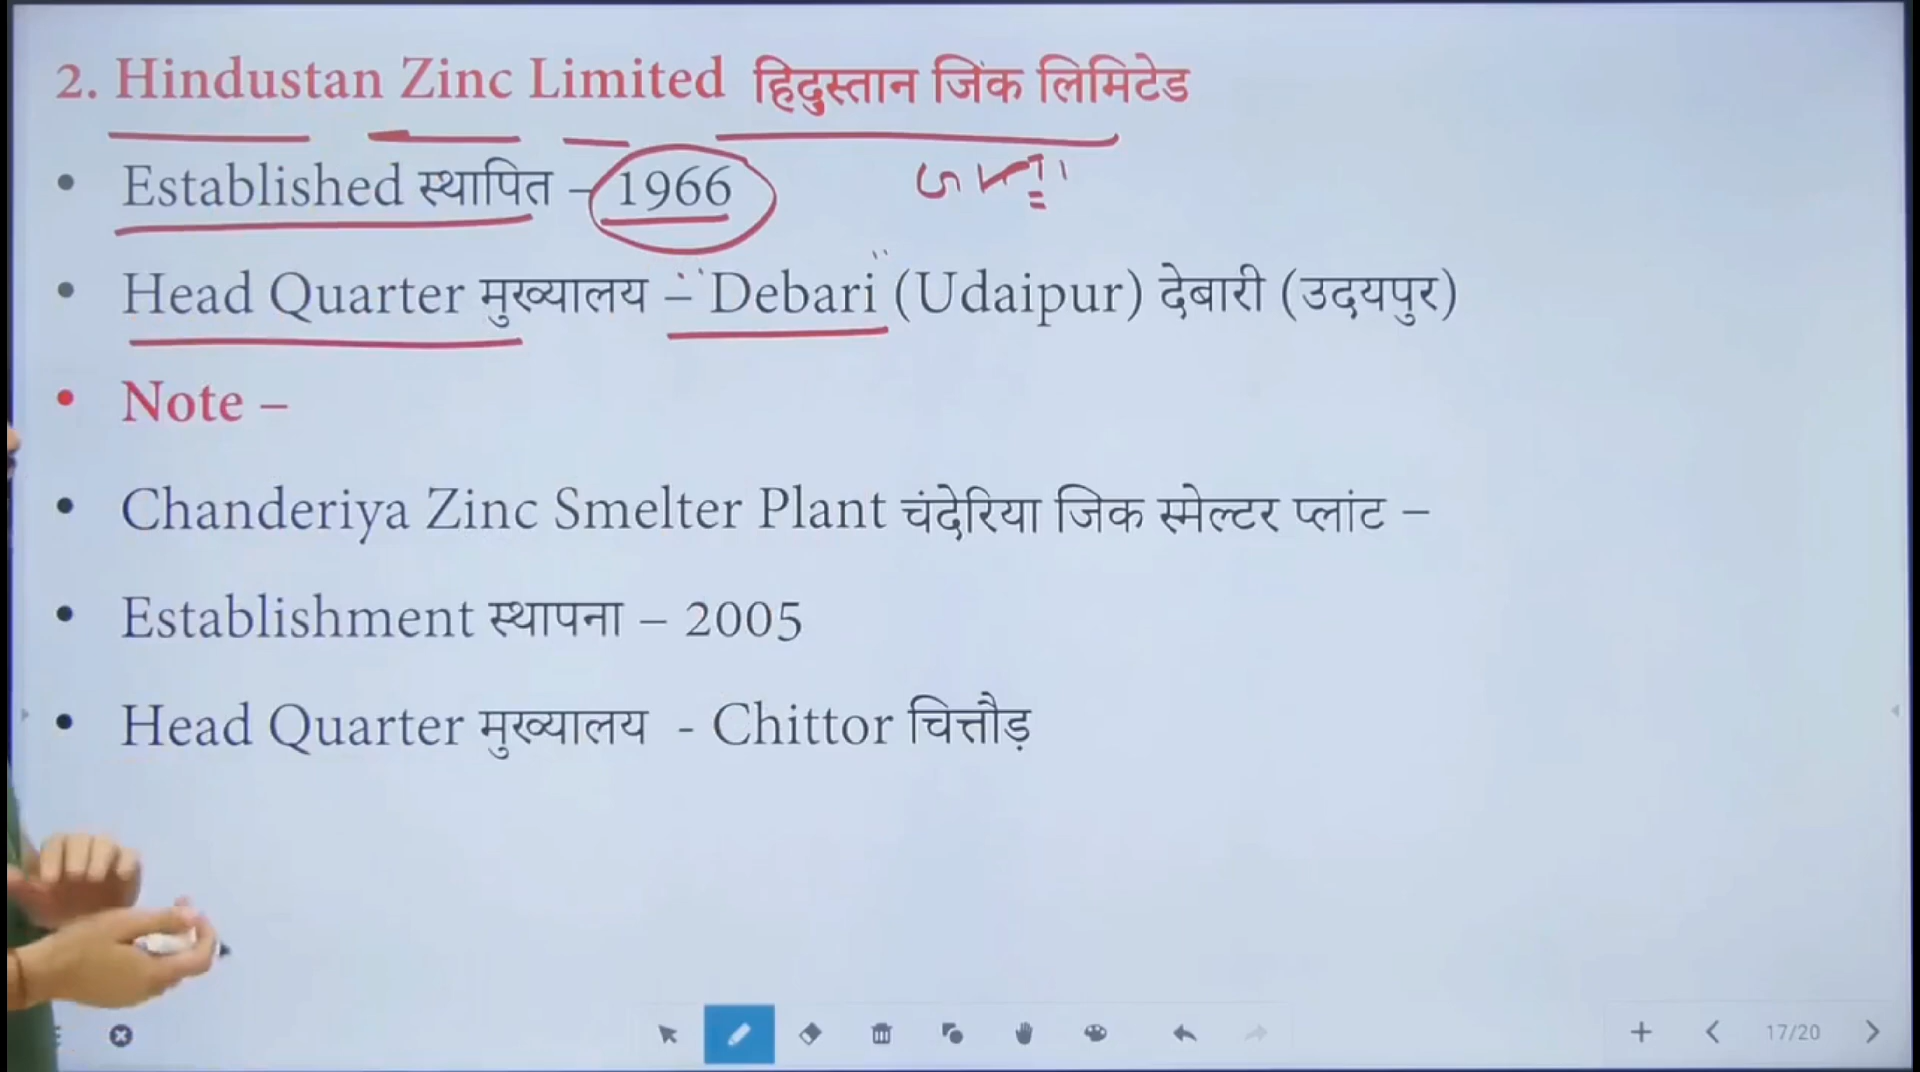 2. Hindustan Zinc Limited हिदुस्तान जिंक लिमिटेड
• Established स्थापित – 1966
• Head Quarter मुख्यालय – Debari (Udaipur) देबारी (उदयपुर)
• Note –
• Chanderiya Zinc Smelter Plant चंदेरिया जिक स्मेल्टर प्लांट –
• Establishment स्थापना – 2005
• Head Quarter मुख्यालय - Chittor चित्तौड़
17/20